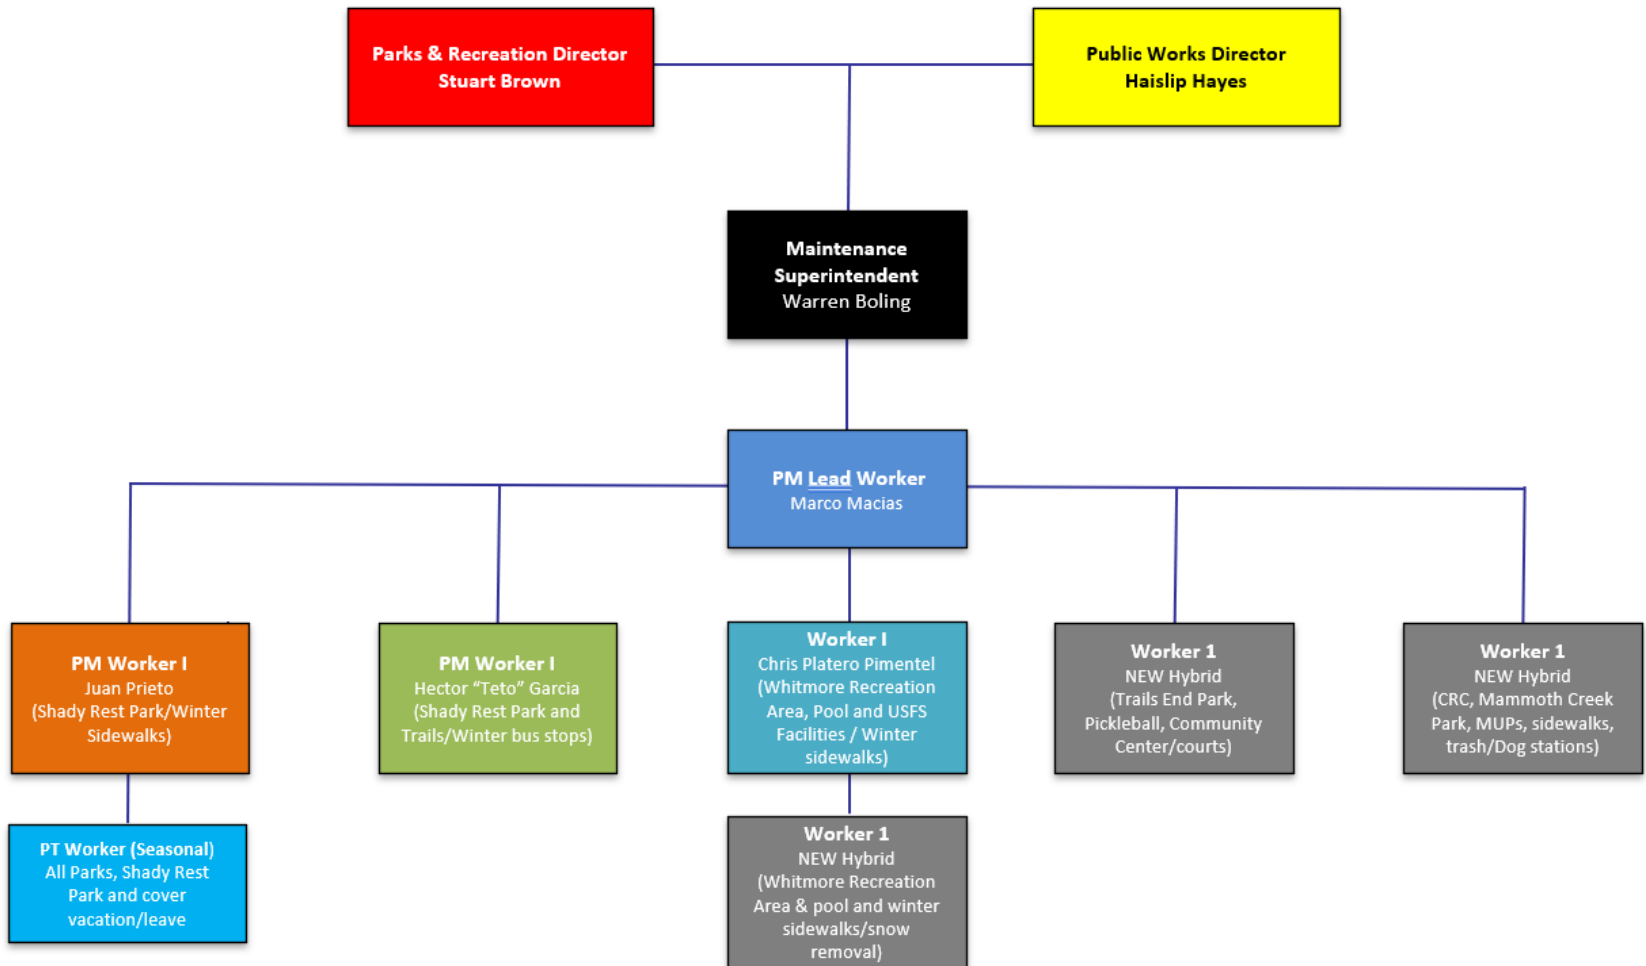 Parks & Recreation Director
Stuart Brown
Public Works Director
Haislip Hayes
Maintenance
Superintendent
Warren Boling
PM Lead Worker
Marco Macias
PM Worker I
Juan Prieto
(Shady Rest Park/Winter
Sidewalks)
PM Worker I
Hector “Teto” Garcia
(Shady Rest Park and
Trails/Winter bus stops)
Worker I
Chris Platero Pimentel
(Whitmore Recreation
Area, Pool and USFS
Facilities / Winter
sidewalks)
Worker 1
NEW Hybrid
(Trails End Park,
Pickleball, Community
Center/courts)
Worker 1
NEW Hybrid
(CRC, Mammoth Creek
Park, MUPs, sidewalks,
trash/Dog stations)
PT Worker (Seasonal)
All Parks, Shady Rest
Park and cover
vacation/leave
Worker 1
NEW Hybrid
(Whitmore Recreation
Area & pool and winter
sidewalks/snow
removal)